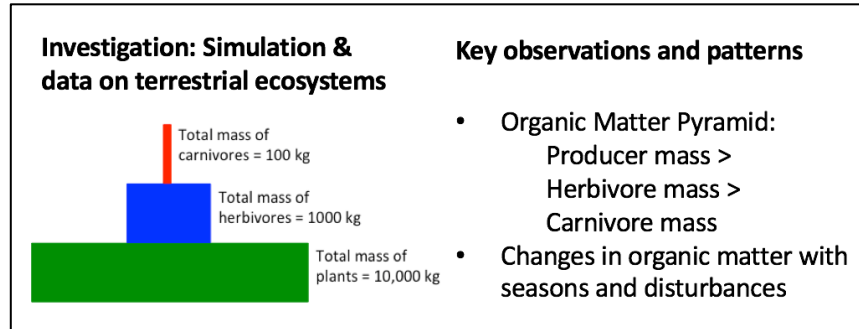 Investigation: Simulation &
data on terrestrial ecosystems
Total mass of
carnivores = 100 kg
Total mass of
herbivores = 1000 kg
Total mass of
plants = 10,000 kg
Key observations and patterns
• Organic Matter Pyramid:
Producer mass >
Herbivore mass >
Carnivore mass
• Changes in organic matter with
seasons and disturbances